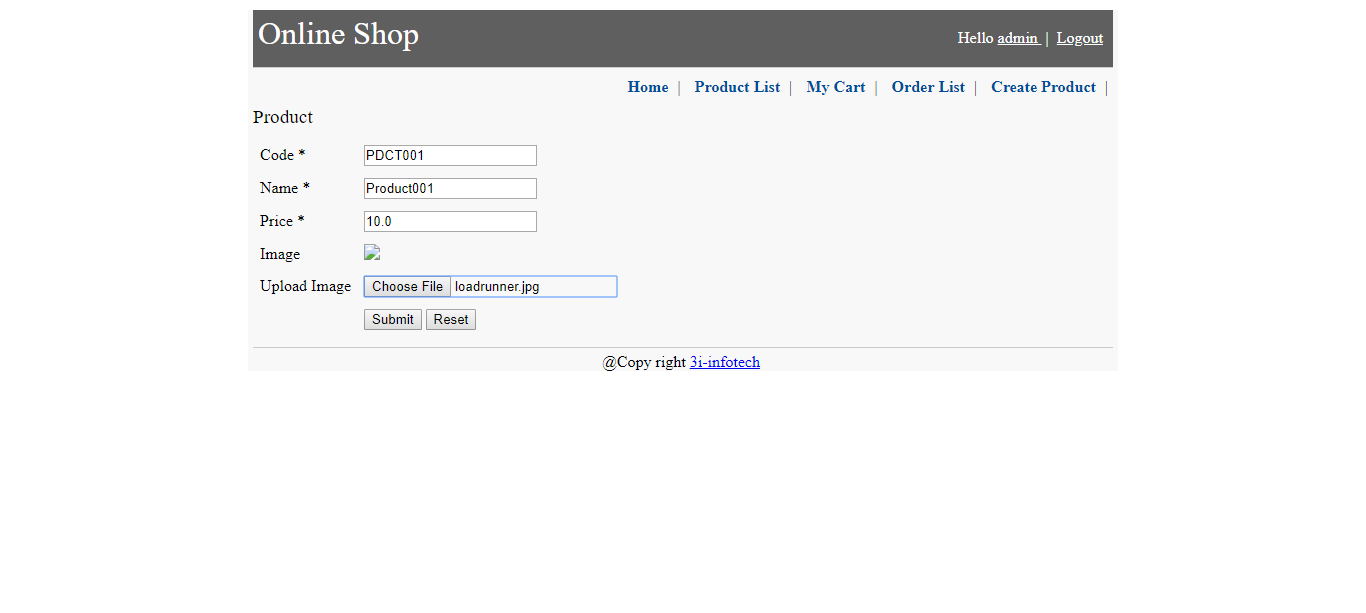 Online Shop
Hello admin | Logout
Home | Product List | My Cart | Order List | Create Product |
Product
Code * PDCT001
Name * Product001
Price * 10.0
Image
Upload Image Choose File loadrunner.jpg
Submit Reset
@Copy right 3i-infotech